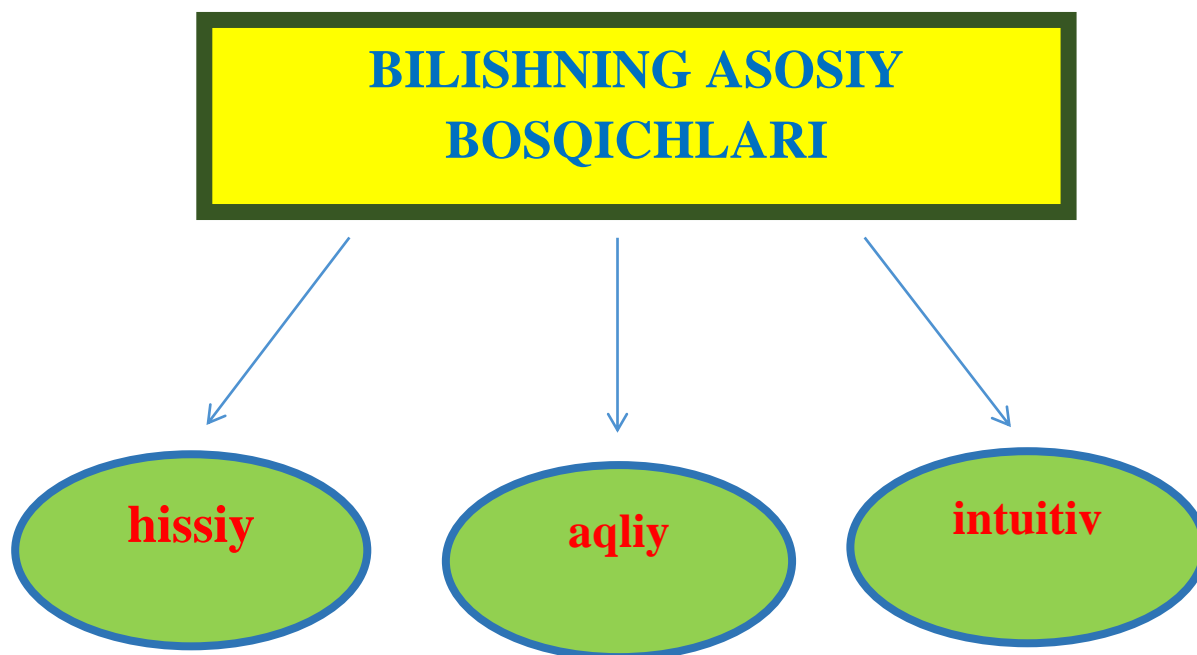 BILISHNING ASOSIY
BOSQICHLARI
hissiy
aqliy
intuitiv